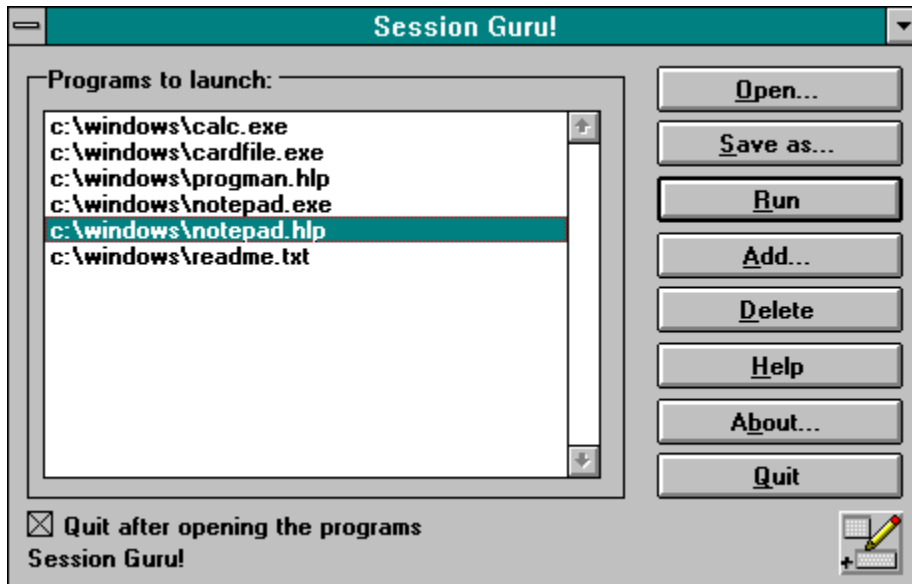 Session Guru!
Programs to launch:
c:\windows\calc.exe
c:\windows\cardfile.exe
c:\windows\progman.hlp
c:\windows\notepad.exe
c:\windows\notepad.hlp
c:\windows\readme.txt
Open...
Save as...
Run
Add...
Delete
Help
About...
Quit
Quit after opening the programs
Session Guru!